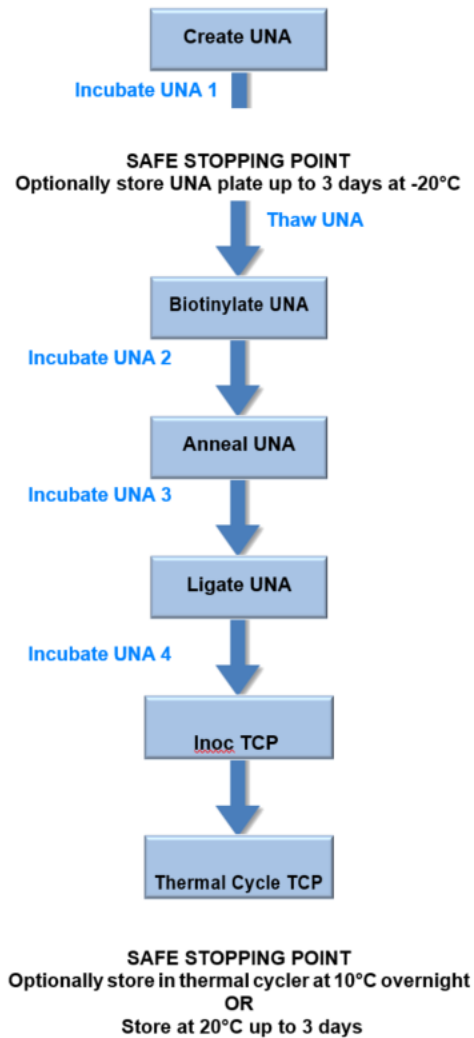 Create UNA
Incubate UNA 1
SAFE STOPPING POINT
Optionally store UNA plate up to 3 days at -20°C
Thaw UNA
Biotinylate UNA
Incubate UNA 2
Anneal UNA
Incubate UNA 3
Ligate UNA
Incubate UNA 4
Inoc TCP
Thermal Cycle TCP
SAFE STOPPING POINT
Optionally store in thermal cycler at 10°C overnight
OR
Store at 20°C up to 3 days